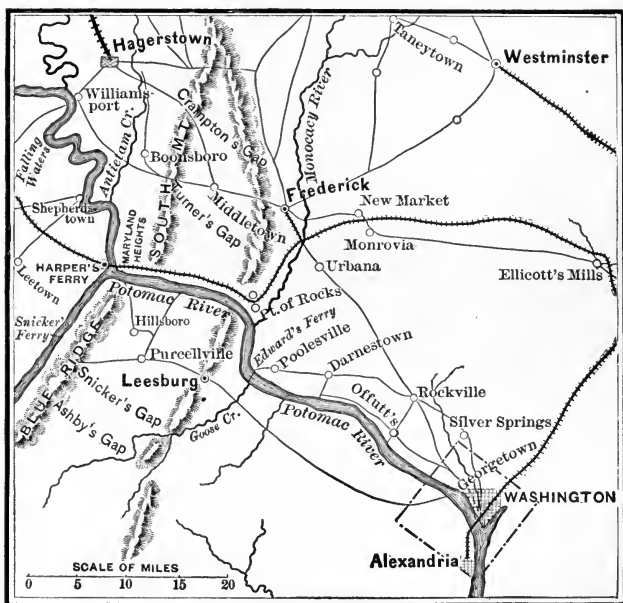 Hagerstown
Taneytown
Westminster
Williams-
port
Crampton's Gap
Monocacy River
Falling
Waters
Antietam Cr.
Boonsboro
SOUTH MT.
Turner's Gap
Middletown
Frederick
New Market
Shepherds-
town
MARYLAND
HEIGHTS
Monrovia
Urbana
Ellicott's Mills
HARPER'S
FERRY
Leetown
Potomac River
Pt. of Rocks
Snicker's
Ferry
Hillsboro
Edward's Ferry
Poolesville
Purcellville
Darnestown
BLUE RIDGE
Snicker's Gap
Leesburg
Rockville
Ashby's Gap
Offutt's
Potomac River
Silver Springs
Goose Cr.
Georgetown
WASHINGTON
Alexandria
SCALE OF MILES
0 5 10 15 20